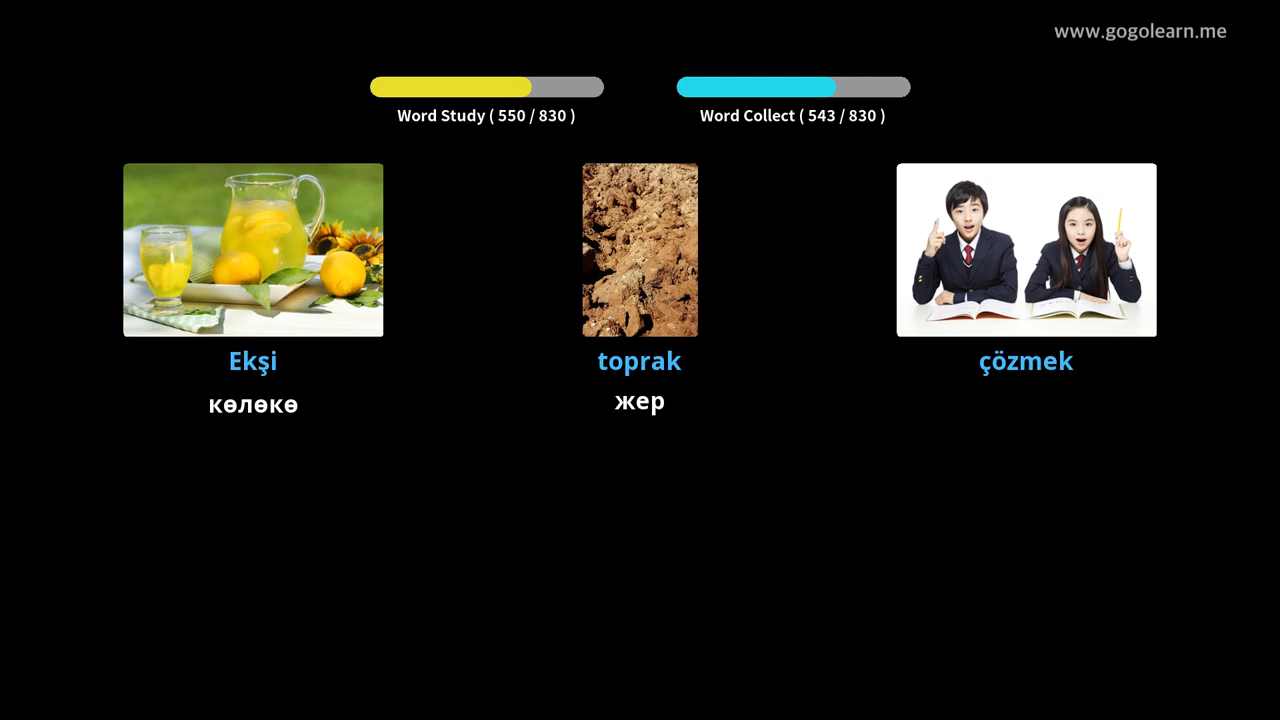 www.gogolearn.me
Word Study ( 550 / 830 )
Word Collect ( 543 / 830 )
Ekşi
toprak
çözmek
көлөкө
жер